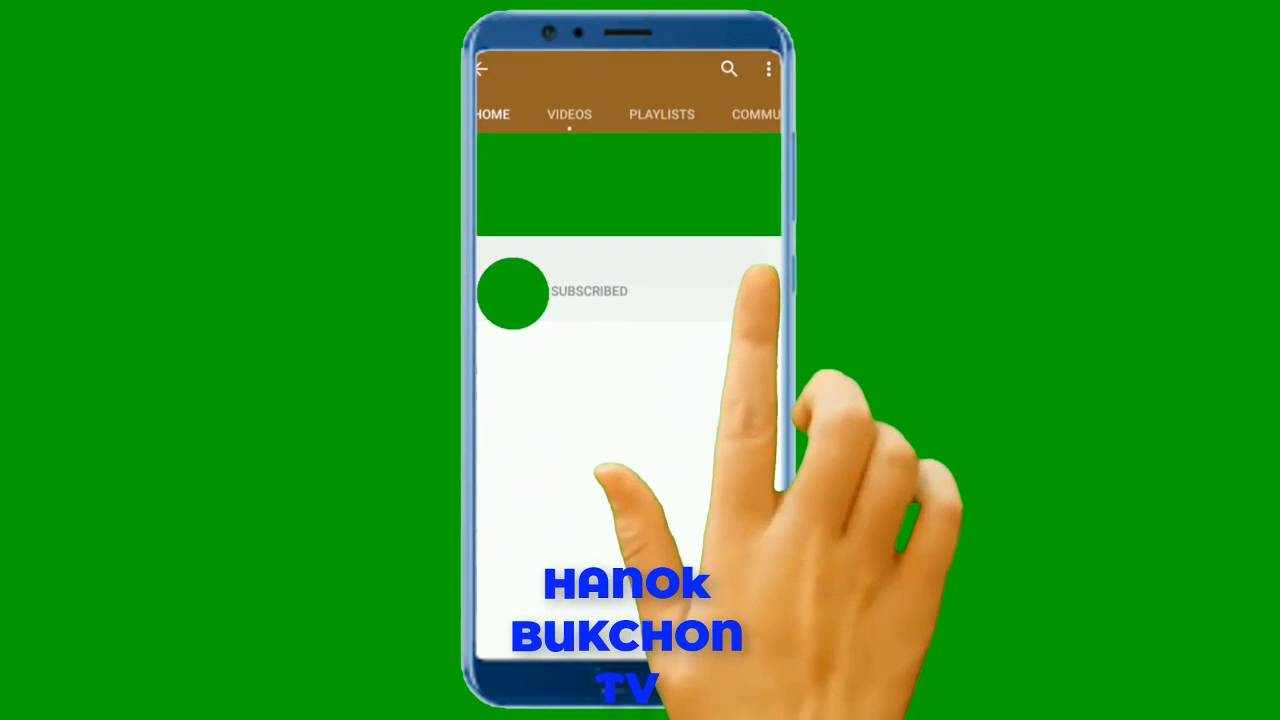 HOME VIDEOS PLAYLISTS COMMU
SUBSCRIBED
HANOK
BUKCHON
TV